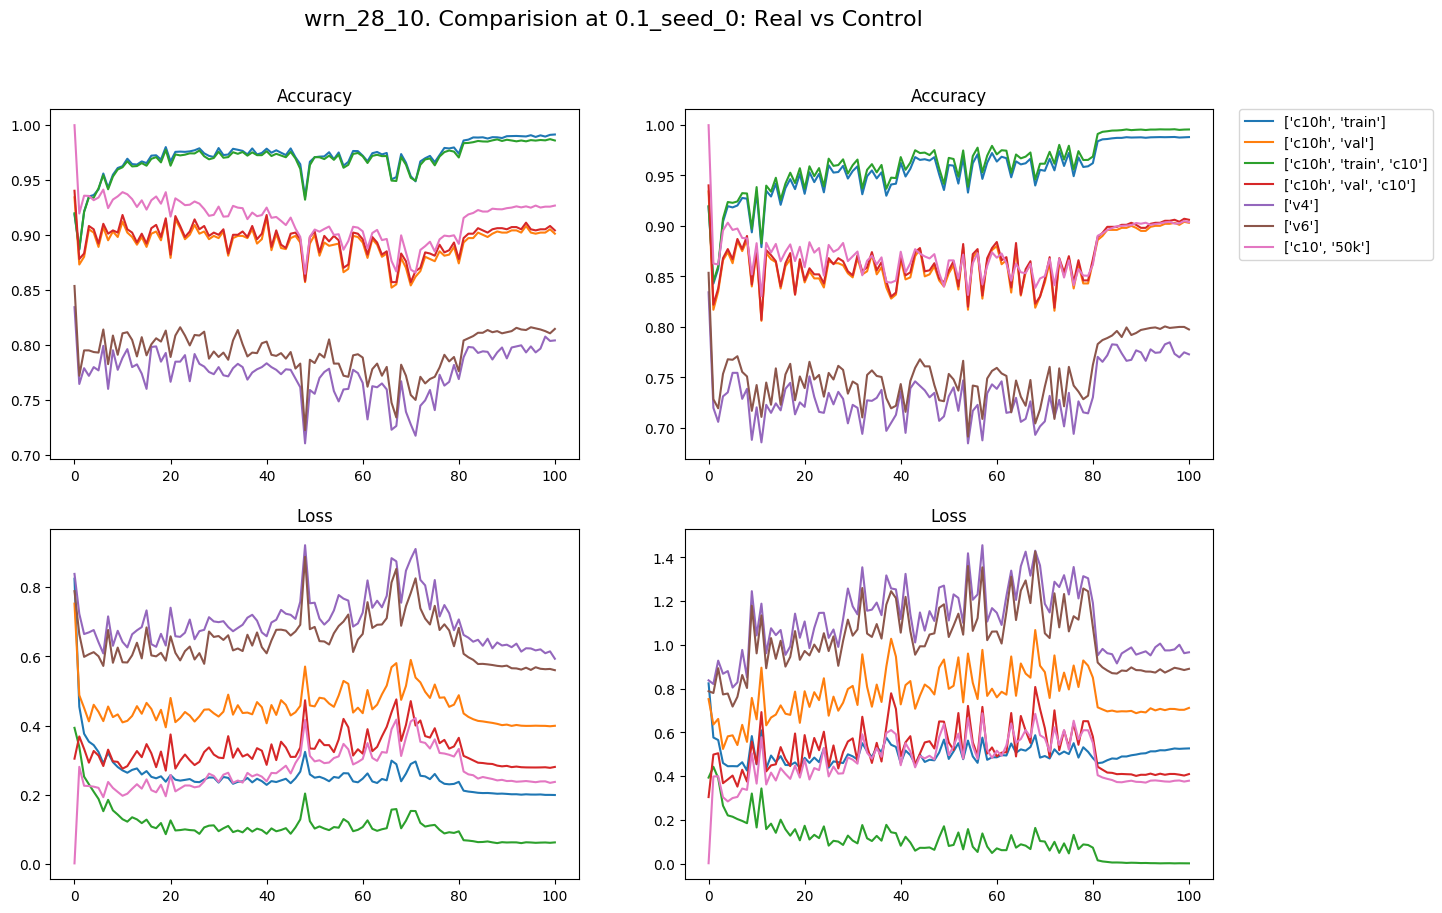 wrn_28_10. Comparision at 0.1_seed_0: Real vs Control
Accuracy
1.00
0.95
0.90
0.85
0.80
0.75
0.70
0 20 40 60 80 100
Accuracy
1.00
0.95
0.90
0.85
0.80
0.75
0.70
0 20 40 60 80 100
['c10h', 'train']
['c10h', 'val']
['c10h', 'train', 'c10']
['c10h', 'val', 'c10']
['v4']
['v6']
['c10', '50k']
Loss
0.8
0.6
0.4
0.2
0.0
0 20 40 60 80 100
Loss
1.4
1.2
1.0
0.8
0.6
0.4
0.2
0.0
0 20 40 60 80 100